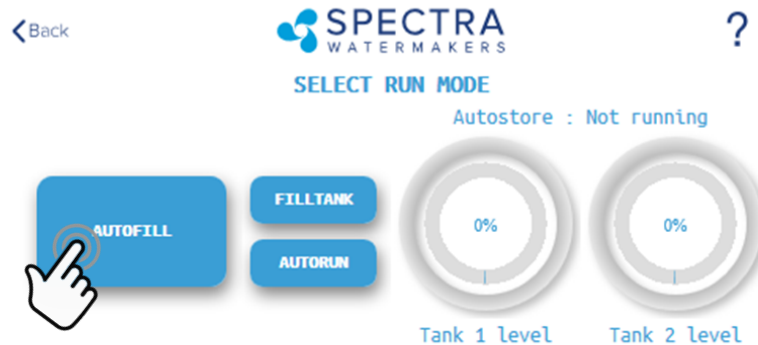 Back
SPECTRA
WATERMAKERS
?
SELECT RUN MODE
Autostore : Not running
AUTOFILL
FILLTANK
AUTORUN
0%
0%
Tank 1 level
Tank 2 level